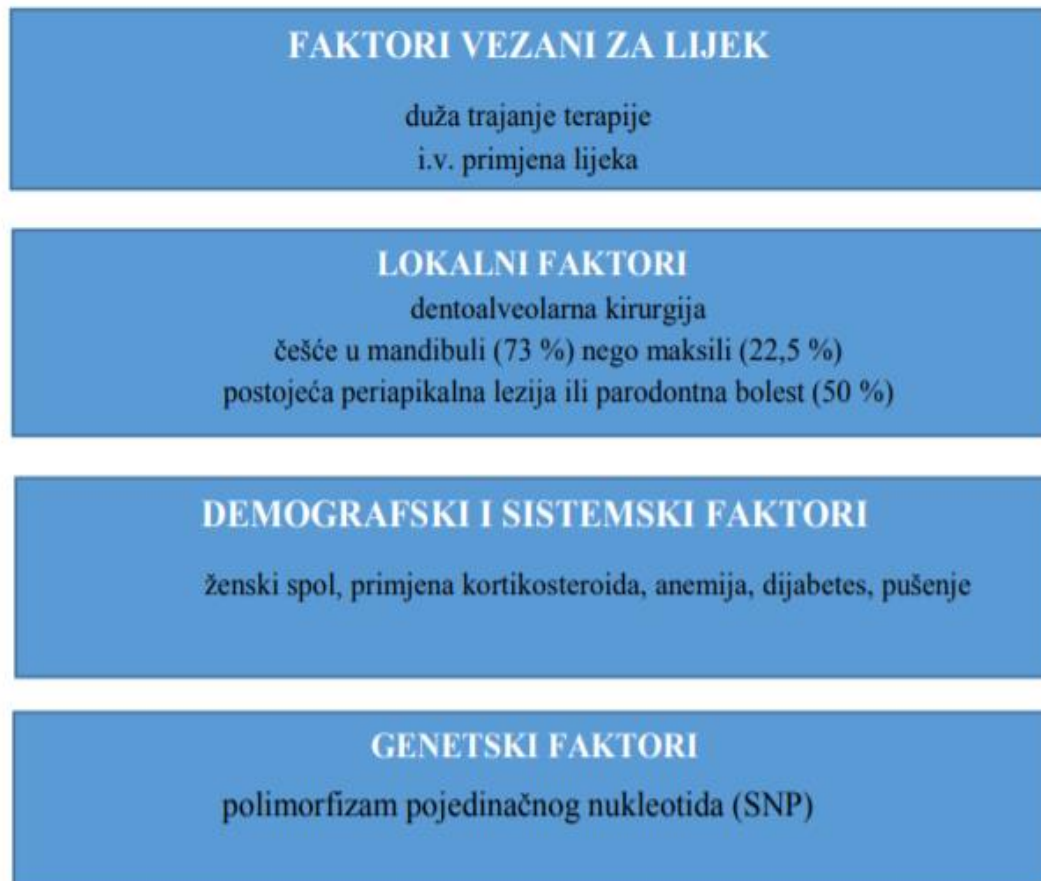 FAKTORI VEZANI ZA LIJEK
duža trajanje terapije
i.v. primjena lijeka
LOKALNI FAKTORI
dentoalveolarna kirurgija
češće u mandibuli (73 %) nego maksili (22,5 %)
postojeća periapikalna lezija ili parodontna bolest (50 %)
DEMOGRAFSKI I SISTEMSKI FAKTORI
ženski spol, primjena kortikosteroida, anemija, dijabetes, pušenje
GENETSKI FAKTORI
polimorfizam pojedinačnog nukleotida (SNP)